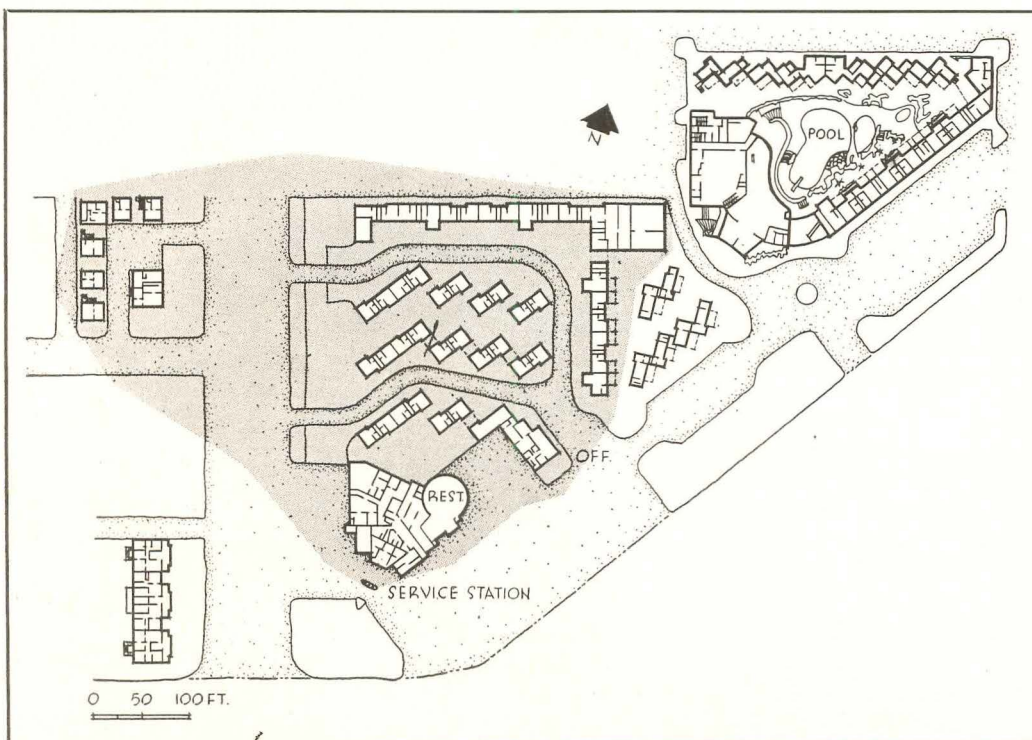 POOL
N
OFF.
REST.
SERVICE STATION
0 50 100 FT.